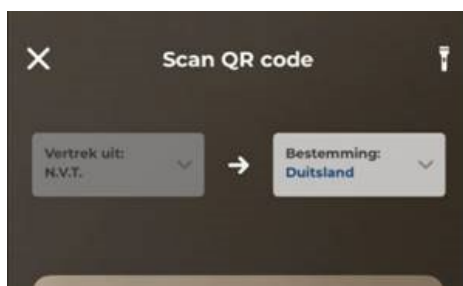 Scan QR code
Vertrek uit:
N.V.T.
Bestemming:
Duitsland